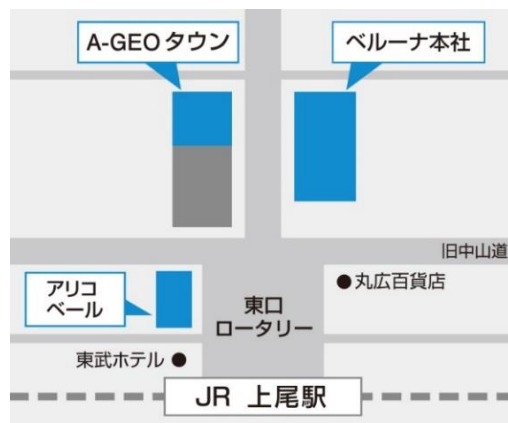 A-GEOタウン
ベルーナ本社
旧中山道
アリコ
ベール
東口
ロータリー
●丸広百貨店
東武ホテル●
JR 上尾駅